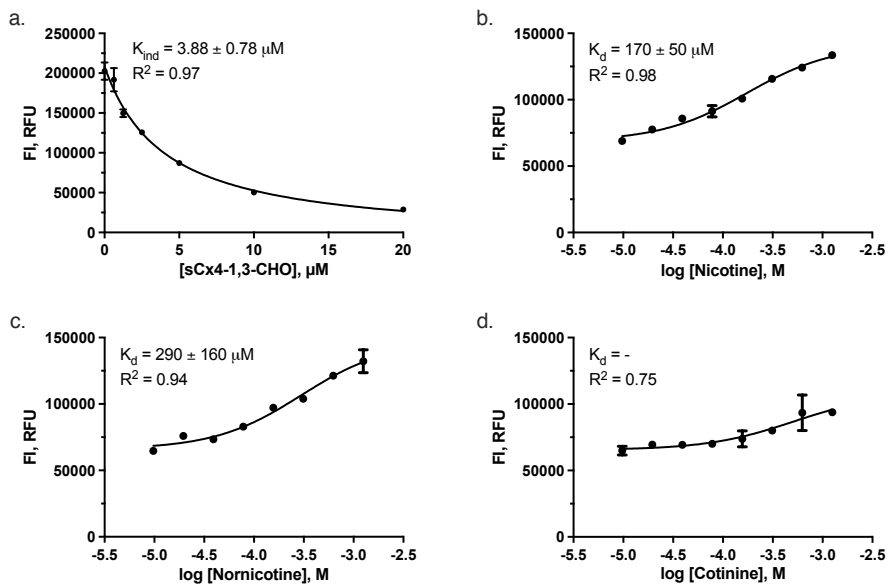 a.
K_ind = 3.88 ± 0.78 µM
R² = 0.97
250000
200000
150000
100000
50000
0
FI, RFU
0 5 10 15 20
[sCx4-1,3-CHO], µM
b.
K_d = 170 ± 50 µM
R² = 0.98
150000
100000
50000
0
FI, RFU
-5.5 -5.0 -4.5 -4.0 -3.5 -3.0 -2.5
log [Nicotine], M
c.
K_d = 290 ± 160 µM
R² = 0.94
150000
100000
50000
0
FI, RFU
-5.5 -5.0 -4.5 -4.0 -3.5 -3.0 -2.5
log [Nornicotine], M
d.
K_d = -
R² = 0.75
150000
100000
50000
0
FI, RFU
-5.5 -5.0 -4.5 -4.0 -3.5 -3.0 -2.5
log [Cotinine], M